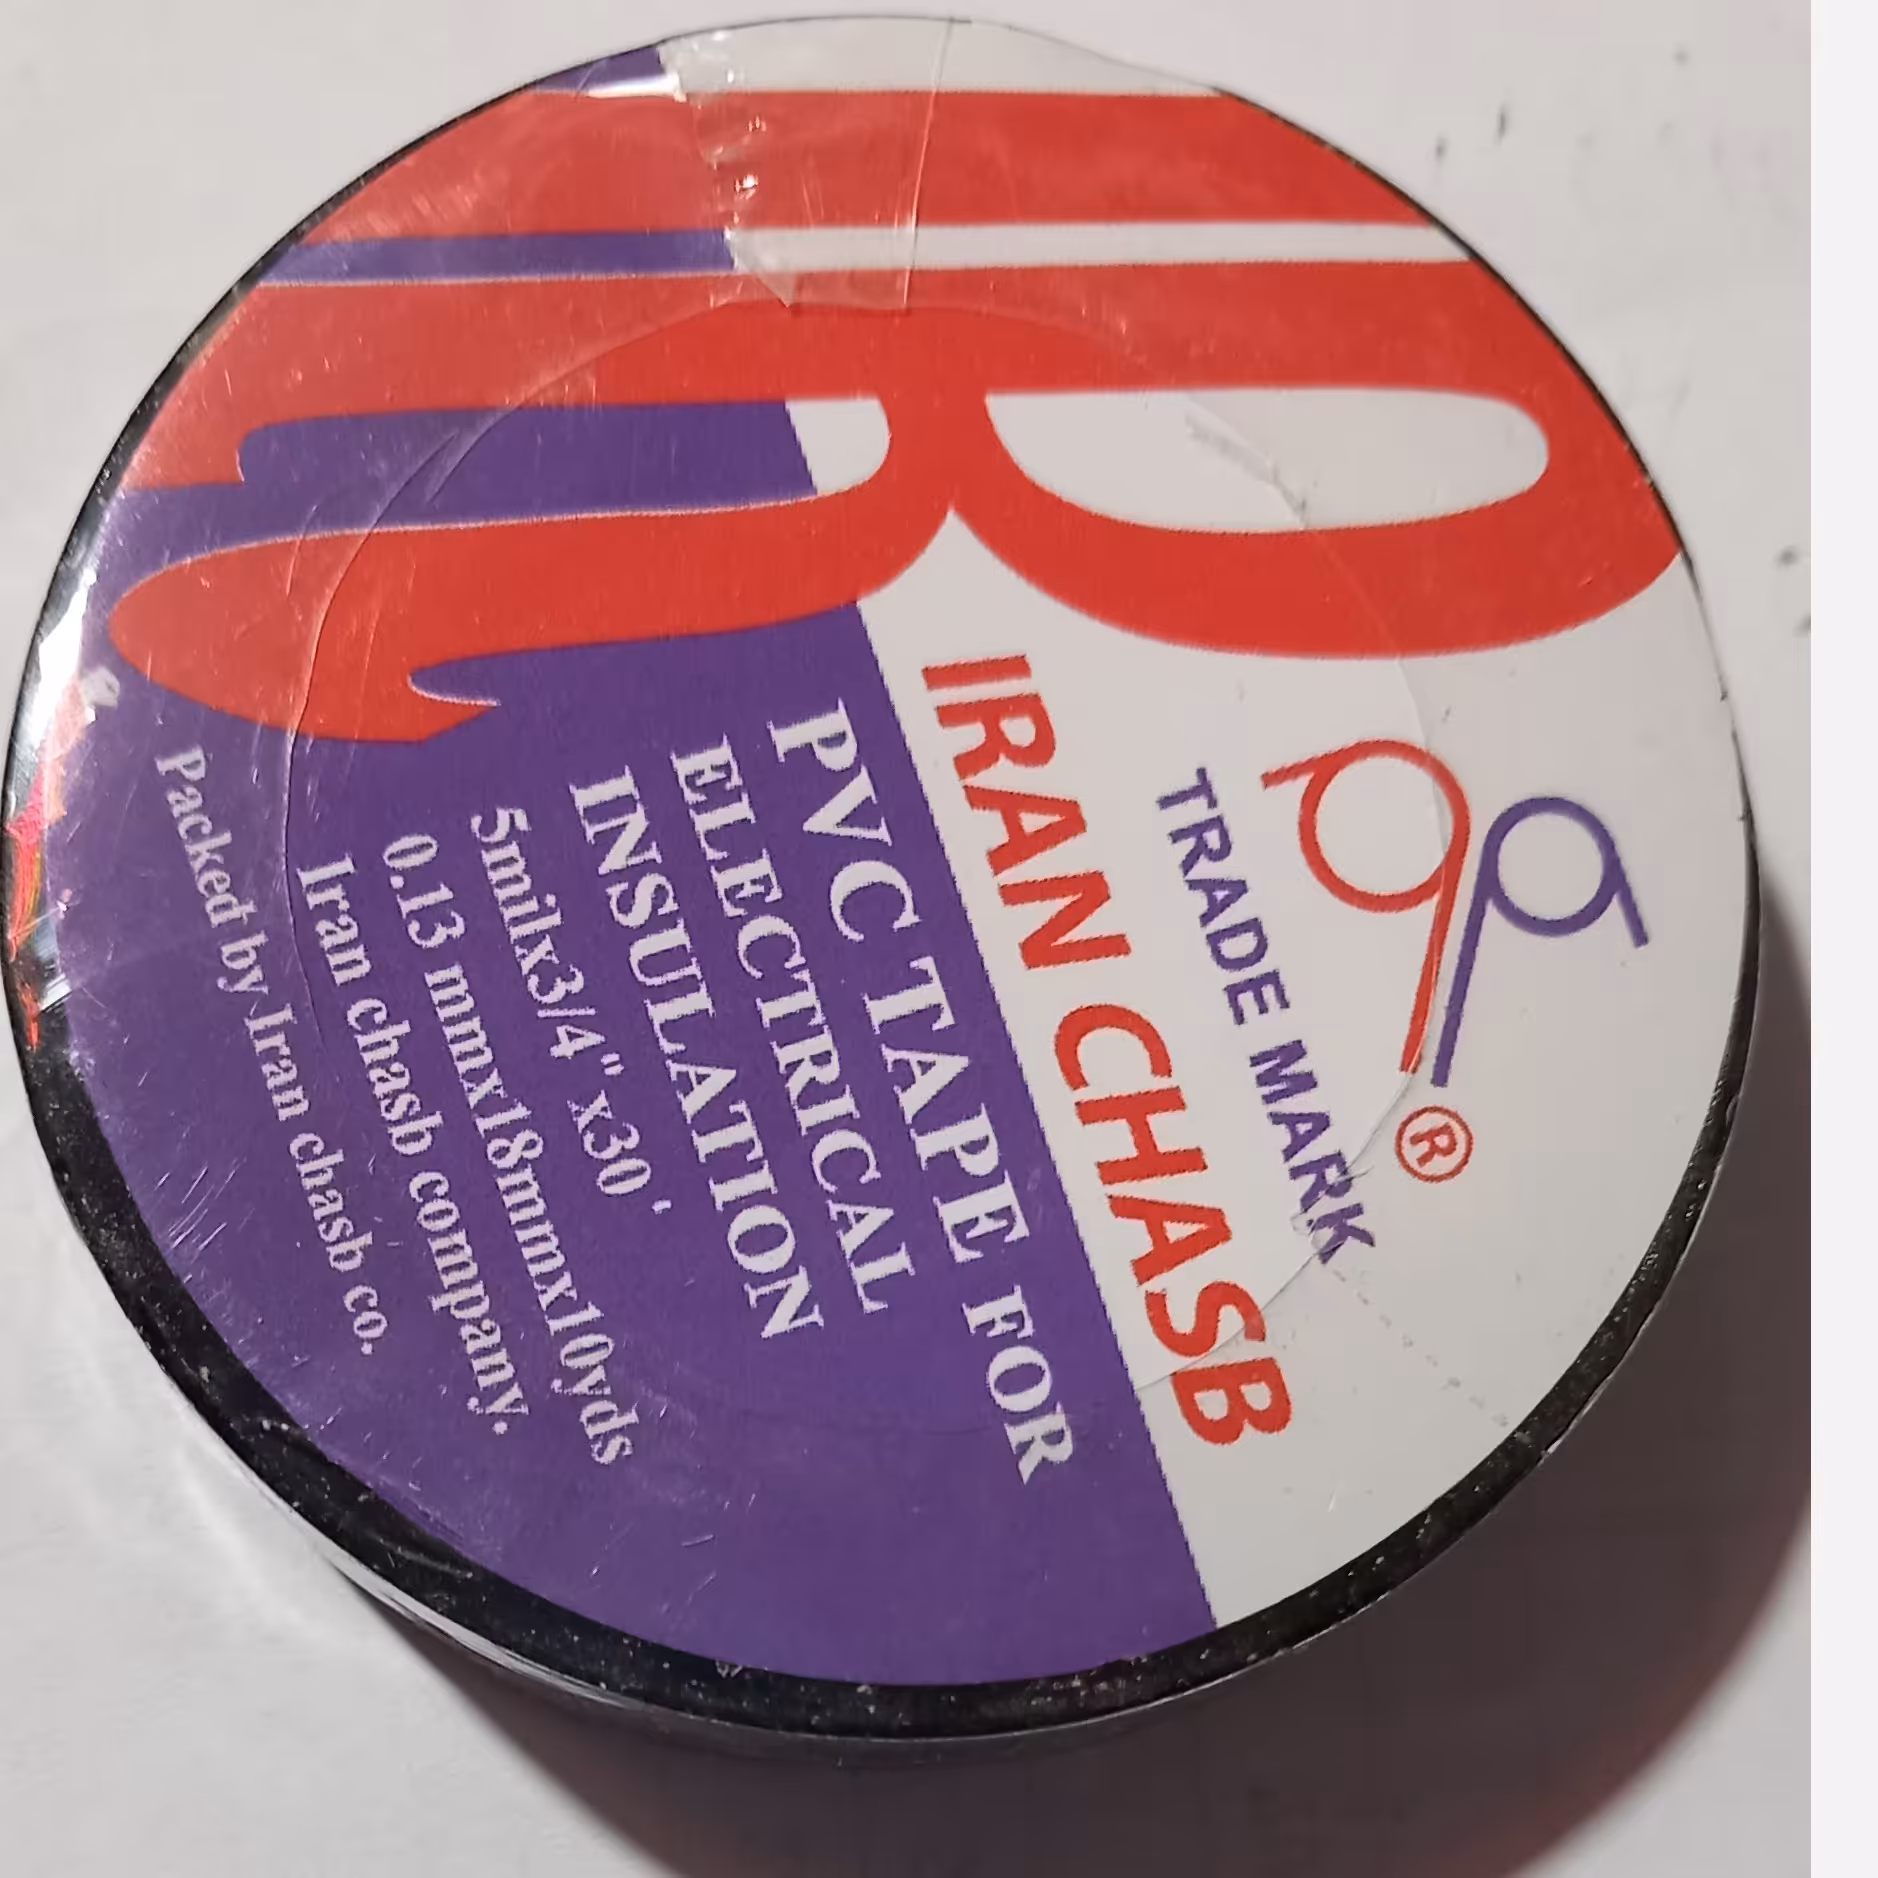 R
®
TRADE MARK
IRAN CHASB
PVC TAPE FOR
ELECTRICAL
INSULATION
5milx3/4"x30'
0.13 mmx18mmx10yds
Iran chasb company.
Packed by Iran chasb co.